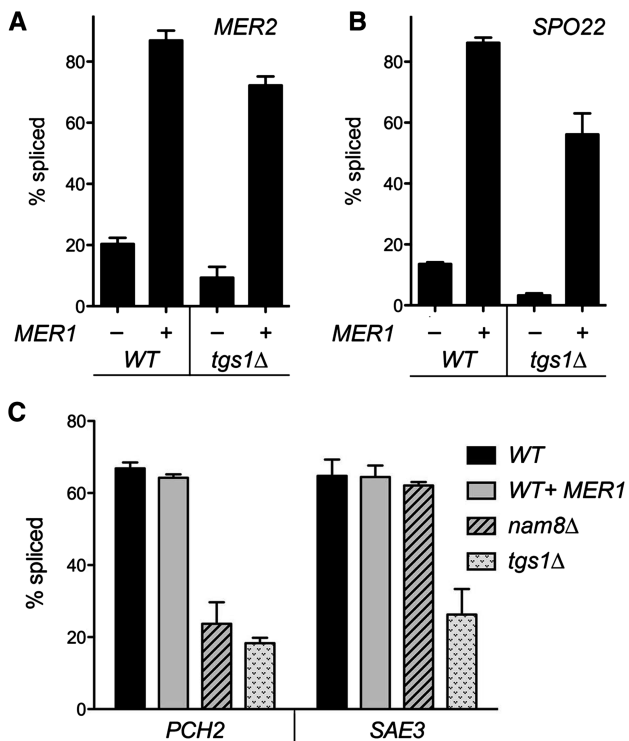 A
MER2
% spliced
80
60
40
20
0
MER1 – + – +
WT tgs1Δ
B
SPO22
% spliced
80
60
40
20
0
MER1 – + – +
WT tgs1Δ
C
% spliced
80
60
40
20
0
WT
WT+ MER1
nam8Δ
tgs1Δ
PCH2 SAE3